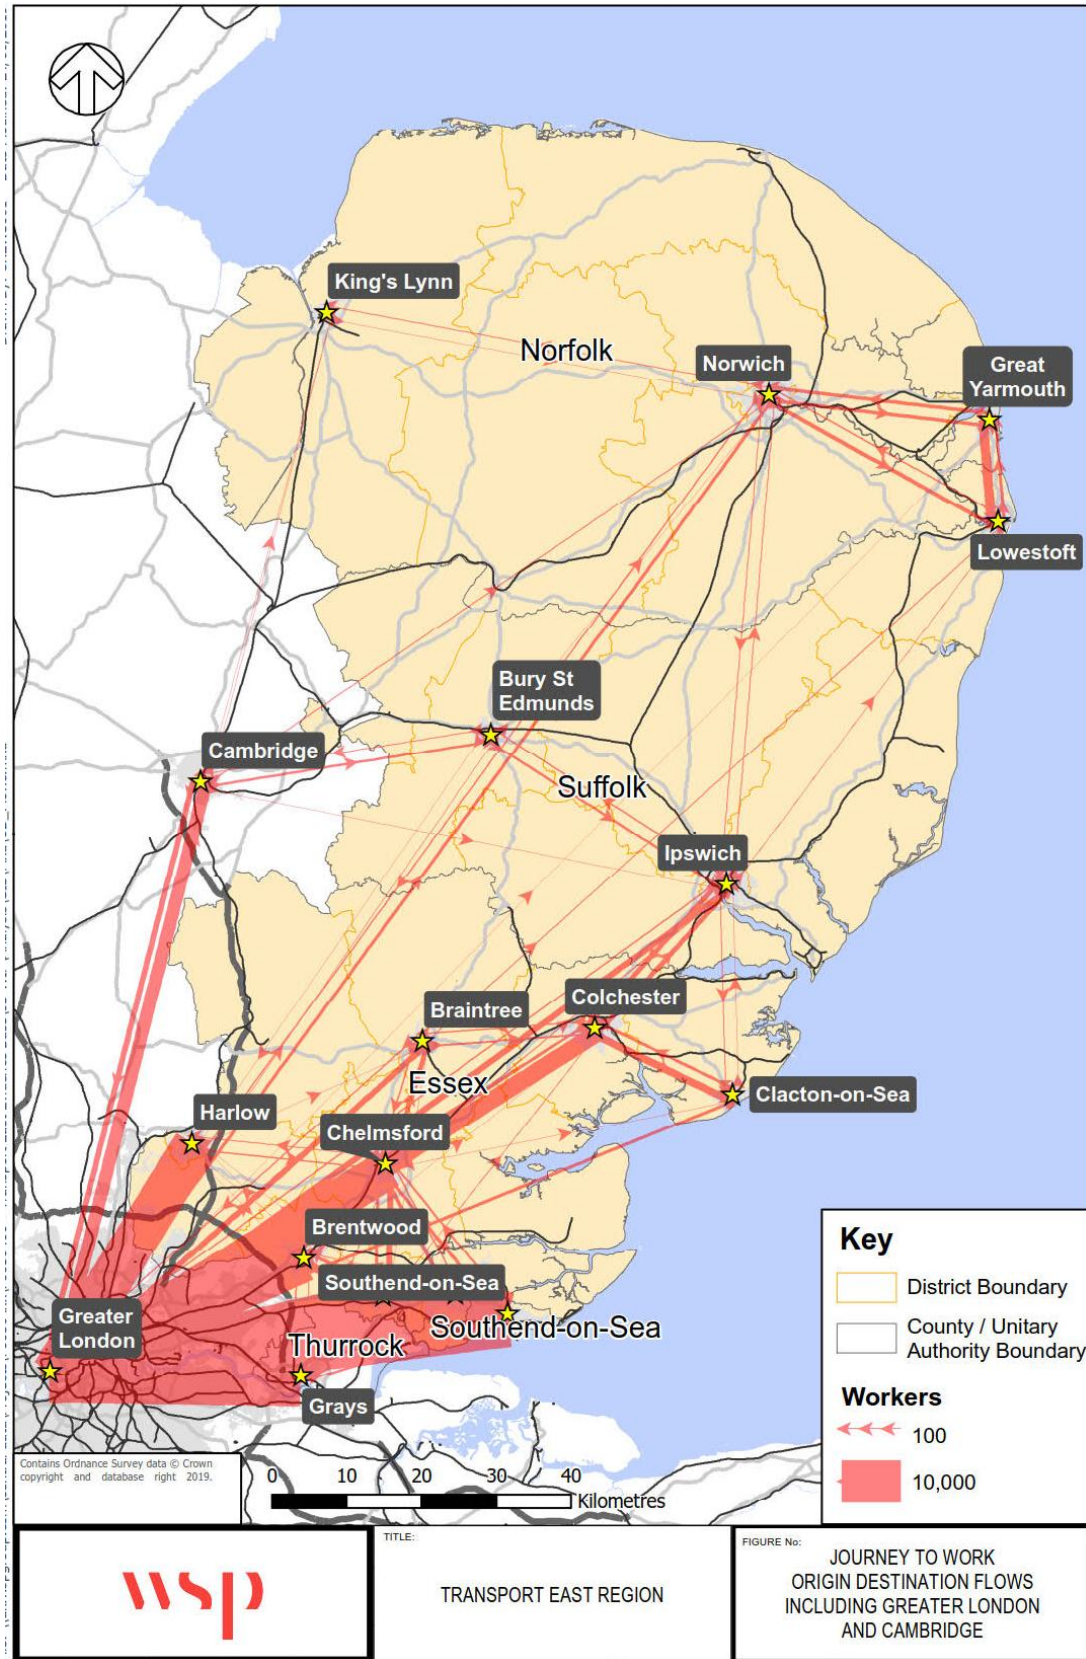 King's Lynn
Norfolk
Norwich
Great
Yarmouth
Lowestoft
Bury St
Edmunds
Cambridge
Suffolk
Ipswich
Braintree
Colchester
Essex
Harlow
Chelmsford
Clacton-on-Sea
Brentwood
Southend-on-Sea
Greater
London
Thurrock
Southend-on-Sea
Grays
Key
District Boundary
County / Unitary
Authority Boundary
Workers
100
10,000
Contains Ordnance Survey data © Crown
copyright and database right 2019.
0 10 20 30 40
Kilometres
wsp
TITLE:
TRANSPORT EAST REGION
FIGURE No:
JOURNEY TO WORK
ORIGIN DESTINATION FLOWS
INCLUDING GREATER LONDON
AND CAMBRIDGE